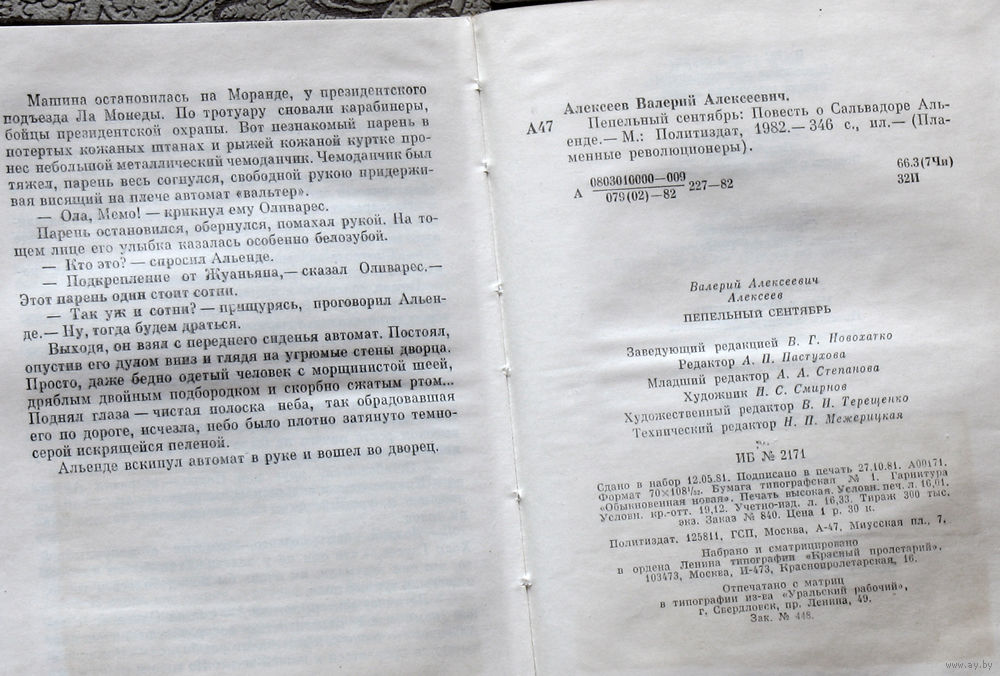 Машина остановилась на Моранде, у президентского
подъезда Ла Монеды. По тротуару сновали карабинеры,
бойцы президентской охраны. Вот незнакомый парень в
потертых кожаных штанах и рыжей кожаной куртке про-
нес небольшой металлический чемоданчик. Чемоданчик был
тяжел, парень весь согнулся, свободной рукою придержи-
вая висящий на плече автомат «вальтер».
— Ола, Мемо! — крикнул ему Оливарес.
Парень остановился, обернулся, помахал рукой. На то-
щем лице его улыбка казалась особенно белозубой.
— Кто это? — спросил Альенде.
— Подкрепление от Жуаньяна,— сказал Оливарес.—
Этот парень один стоит сотни.
— Так уж и сотни? — прищурясь, проговорил Альен-
де.— Ну, тогда будем драться.
Выходя, он взял с переднего сиденья автомат. Постоял,
опустив его дулом вниз и глядя на угрюмые стены дворца.
Просто, даже бедно одетый человек с морщинистой шеей,
дряблым двойным подбородком и скорбно сжатым ртом...
Поднял глаза — чистая полоска неба, так обрадовавшая
его по дороге, исчезла, небо было плотно затянуто темно-
серой искрящейся пеленой.
Альенде вскипул автомат в руке и вошел во дворец.
Алексеев Валерий Алексеевич.
А47 Пепельный сентябрь: Повесть о Сальвадоре Аль-
енде.— М.: Политиздат, 1982.— 346 с., ил.— (Пла-
менные революционеры).
А 0803010000—009 / 079(02)—82 227—82
66.3(7Чи)
32И
Валерий Алексеевич
Алексеев
ПЕПЕЛЬНЫЙ СЕНТЯБРЬ
Заведующий редакцией В. Г. Новохатко
Редактор А. П. Пастухова
Младший редактор А. А. Степанова
Художник И. С. Смирнов
Художественный редактор В. И. Терещенко
Технический редактор Н. П. Межерицкая
ИБ № 2171
Сдано в набор 12.05.81. Подписано в печать 27.10.81. А00171.
Формат 70×108¹/₃₂. Бумага типографская № 1. Гарнитура
«Обыкновенная новая». Печать высокая. Условн. печ. л. 16,01.
Условн. кр.-отт. 19,12. Учетно-изд. л. 16,33. Тираж 300 тыс.
экз. Заказ № 840. Цена 1 р. 30 к.
Политиздат. 125811, ГСП, Москва, А-47, Миусская пл., 7.
Набрано и сматрицировано
в ордена Ленина типографии «Красный пролетарий».
103473, Москва, И-473, Краснопролетарская, 16.
Отпечатано с матриц
в типографии из-ва «Уральский рабочий»,
г. Свердловск, пр. Ленина, 49.
Зак. № 448.
www.ay.by